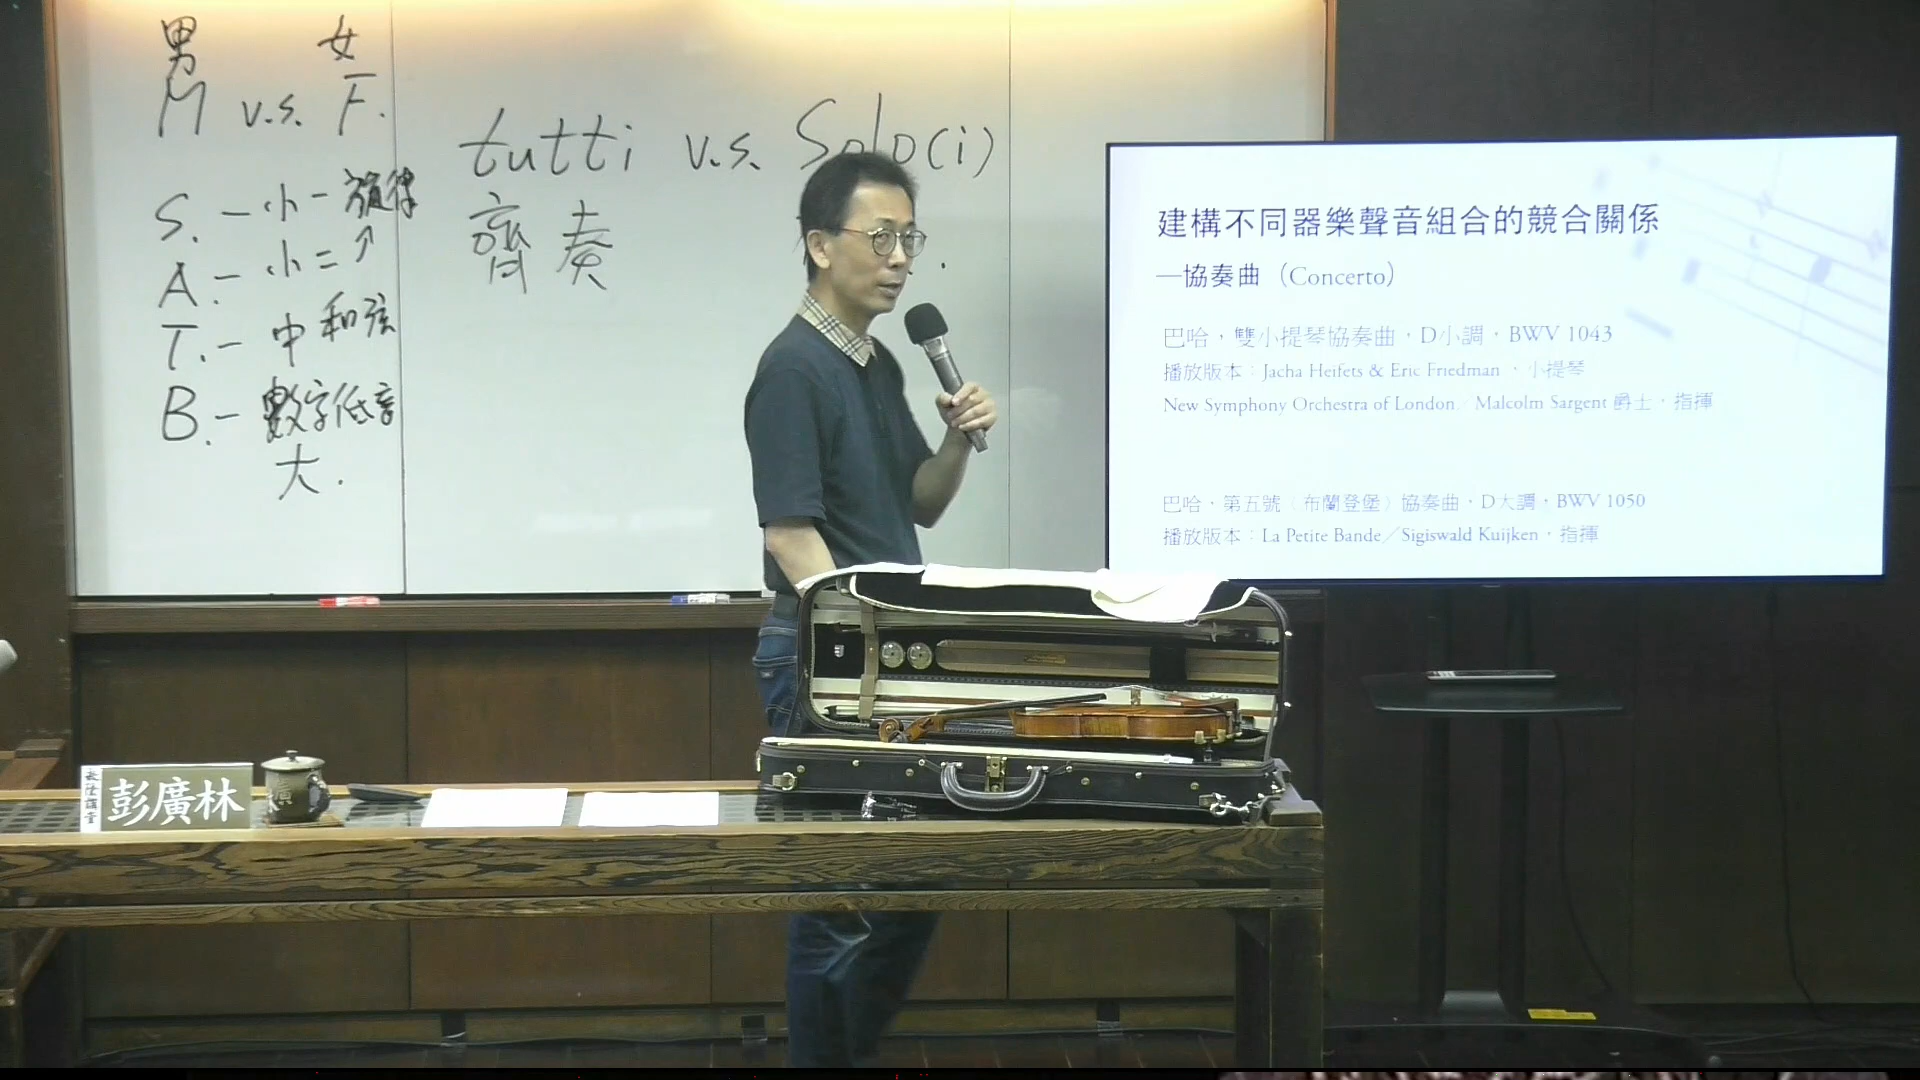 男 女
M v.s. F.
S. - 小一 旋律
A. - 小二
T. - 中 和弦
B. - 數字低音
大.
tutti v.s. Solo(i)
齊奏
建構不同器樂聲音組合的競合關係
—協奏曲（Concerto）
巴哈，雙小提琴協奏曲，D小調，BWV 1043
播放版本：Jacha Heifets & Eric Friedman ，小提琴
New Symphony Orchestra of London／Malcolm Sargent 爵士，指揮
巴哈，第五號（布蘭登堡）協奏曲，D大調，BWV 1050
播放版本：La Petite Bande／Sigiswald Kuijken，指揮
彭廣林